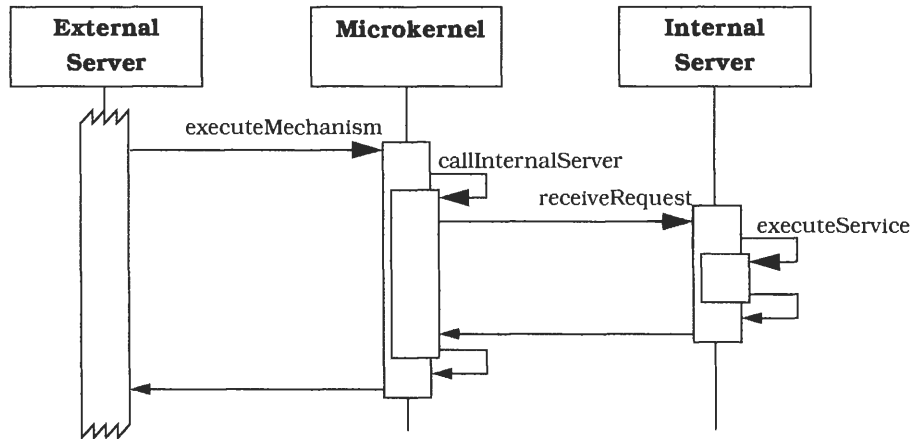 External
Server
Microkernel
Internal
Server
executeMechanism
callInternalServer
receiveRequest
executeService